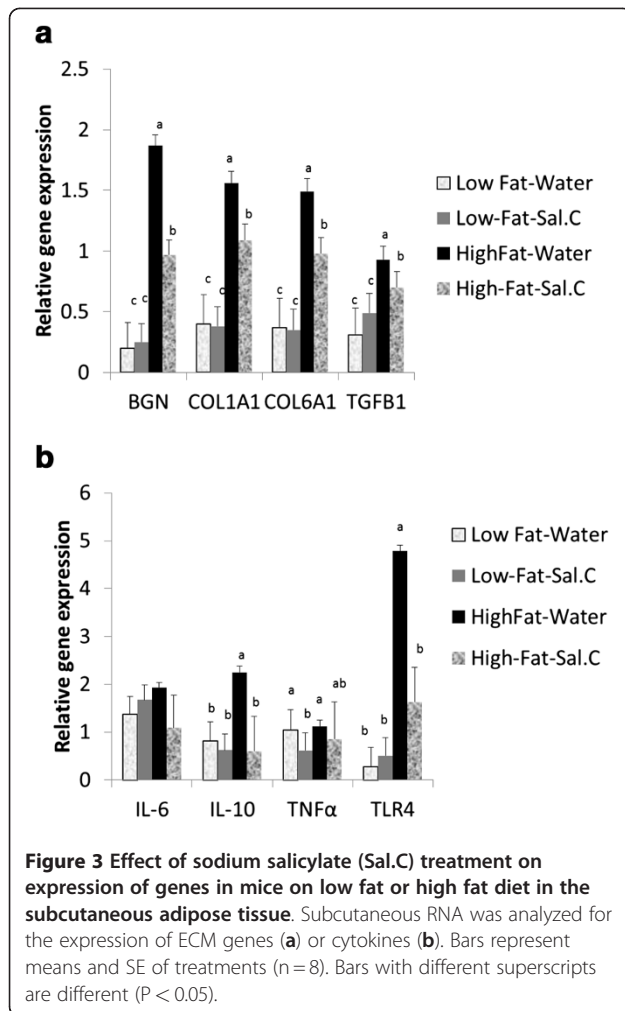 a
2.5
2
1.5
1
0.5
0
Relative gene expression
a
b
c c
a
b
c c
a
b
c c
a
b
c c
BGN COL1A1 COL6A1 TGFB1
Low Fat-Water
Low-Fat-Sal.C
HighFat-Water
High-Fat-Sal.C
b
6
5
4
3
2
1
0
Relative gene expression
b b a b
a b a ab
b b a b
IL-6 IL-10 TNFα TLR4
Low Fat-Water
Low-Fat-Sal.C
HighFat-Water
High-Fat-Sal.C
Figure 3 Effect of sodium salicylate (Sal.C) treatment on
expression of genes in mice on low fat or high fat diet in the
subcutaneous adipose tissue. Subcutaneous RNA was analyzed for
the expression of ECM genes (a) or cytokines (b). Bars represent
means and SE of treatments (n = 8). Bars with different superscripts
are different (P < 0.05).